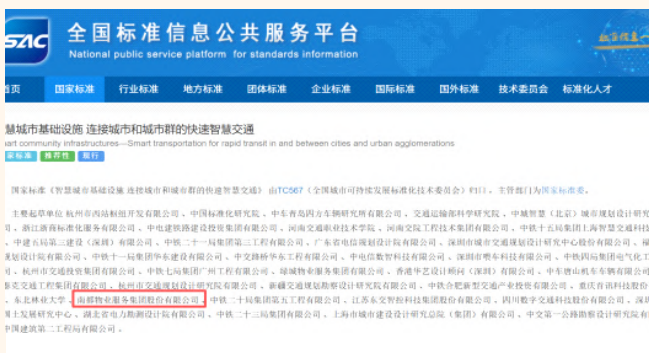 SAC
全国标准信息公共服务平台
National public service platform for standards information
首页 国家标准 行业标准 地方标准 团体标准 企业标准 国际标准 国外标准 技术委员会 标准化人才
慧城市基础设施 连接城市和城市群的快速智慧交通
art community infrastructures—Smart transportation for rapid transit in and between cities and urban agglomerations
家标准 推荐性 现行
国家标准《智慧城市基础设施 连接城市和城市群的快速智慧交通》 由TC567（全国城市可持续发展标准化技术委员会）归口，主管部门为国家标准委。
主要起草单位 杭州市西站枢纽开发有限公司 、中国标准化研究院 、中车青岛四方车辆研究所有限公司 、交通运输部科学研究院 、中城智慧（北京）城市规划设计研究
司 、浙江省标准化服务有限公司 、中电建铁路建设投资集团有限公司 、河南交通职业技术学院 、河南交院工程技术集团有限公司 、中铁十五局集团上海智慧交通科技
、中建五局第三建设（深圳）有限公司 、中铁二十一局集团第三工程有限公司 、广东省电信规划设计院有限公司 、深圳市城市交通规划设计研究中心股份有限公司 、福
规划设计院有限公司 、中铁十一局集团华东建设有限公司 、中交路桥华东工程有限公司 、中电信数智科技有限公司 、深圳市嘟车科技有限公司 、中铁四局集团电气化工
司 、杭州市交通投资集团有限公司 、中铁七局集团广州工程有限公司 、绿城物业服务集团有限公司 、香港华艺设计顾问（深圳）有限公司 、中车唐山机车车辆有限公司
泰克交通工程有限公司 、杭州市交通规划设计研究院有限公司 、新疆交通规划勘察设计研究院有限公司 、中铁合肥新型交通产业投资有限公司 、重庆市讯科技股份
、东北林业大学 、南都物业服务集团股份有限公司 、中铁二十局集团第五工程有限公司 、江苏东交智控科技集团股份有限公司 、四川数字交通科技股份有限公司 、深
国土发展研究中心 、湖北省电力勘测设计院有限公司 、中铁二十三局集团有限公司 、上海市城市建设设计研究总院（集团）有限公司 、中交第一公路勘察设计研究院有
中国建筑第二工程局有限公司 。